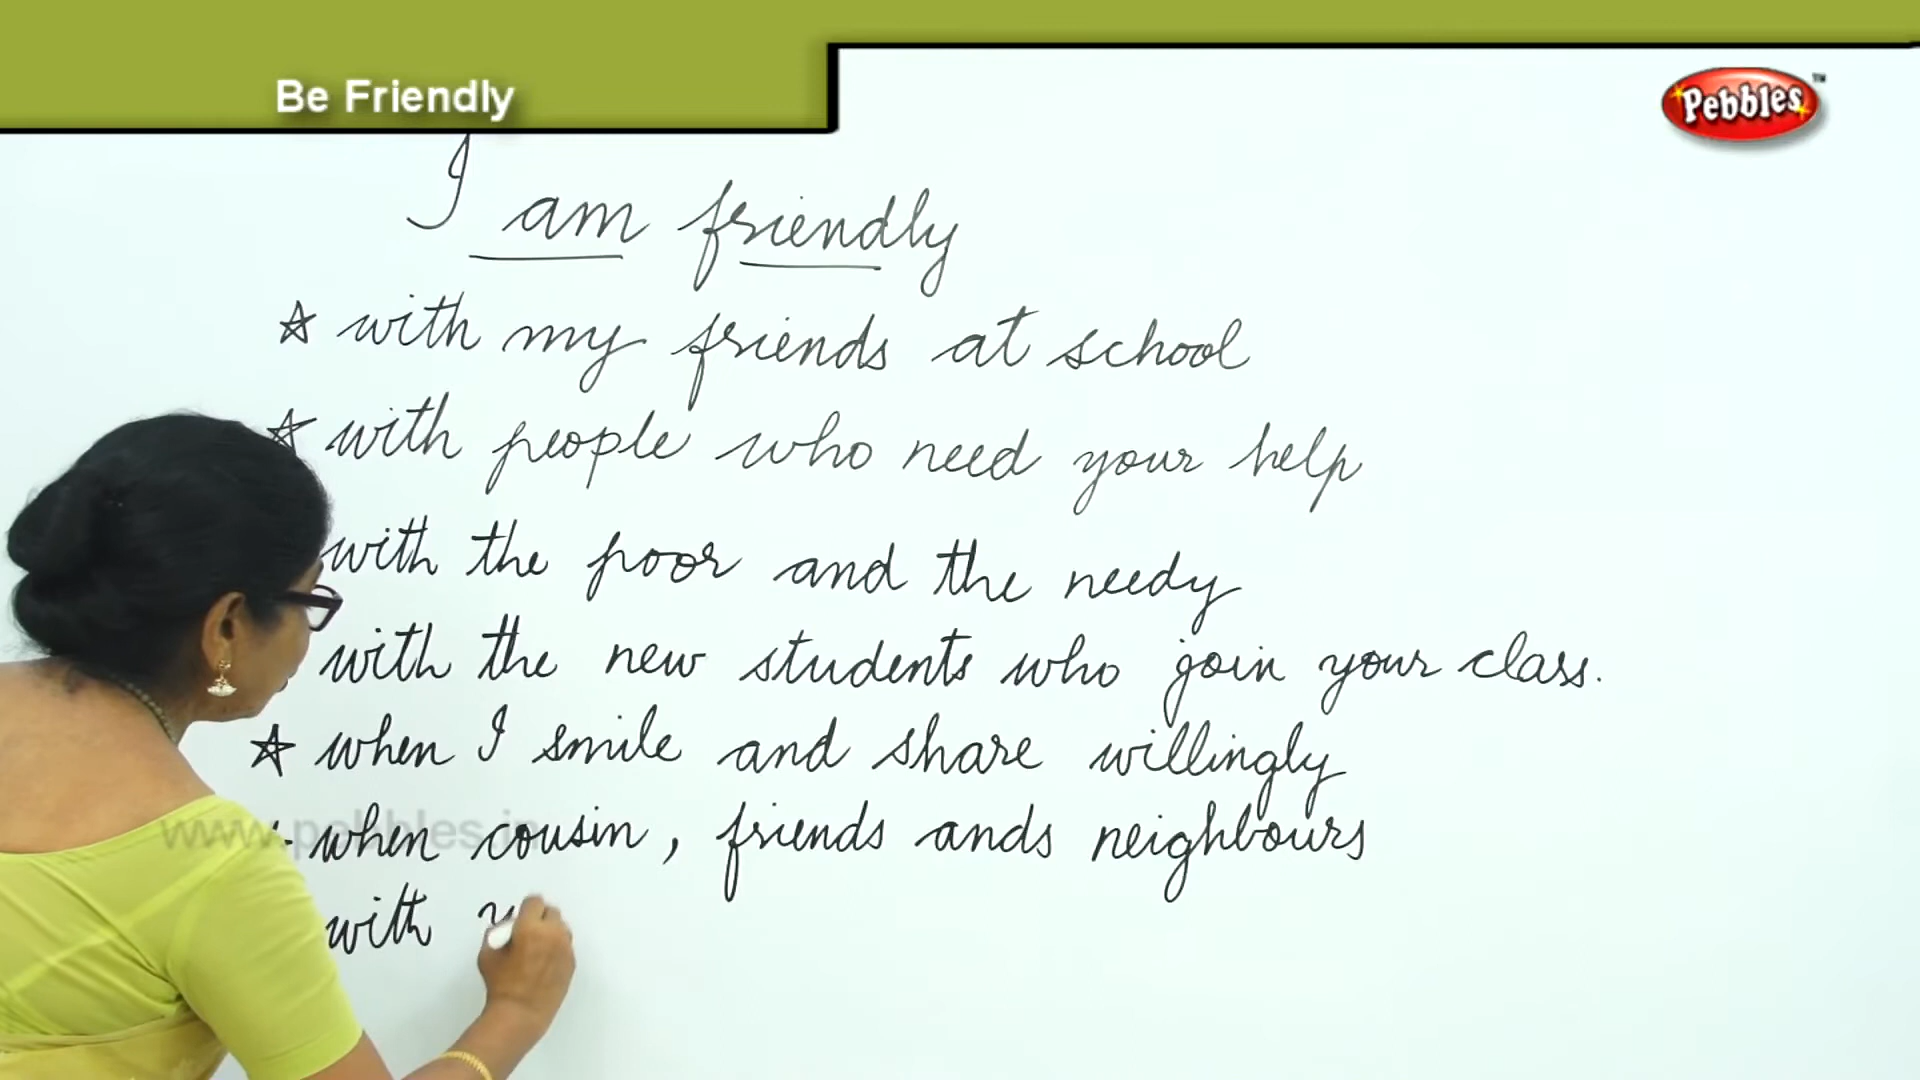 Be Friendly
Pebbles™
I am friendly
☆ with my friends at school
☆ with people who need your help
with the poor and the needy
with the new students who join your class.
☆ when I smile and share willingly
when cousin, friends ands neighbours
www.pebbles.in
with